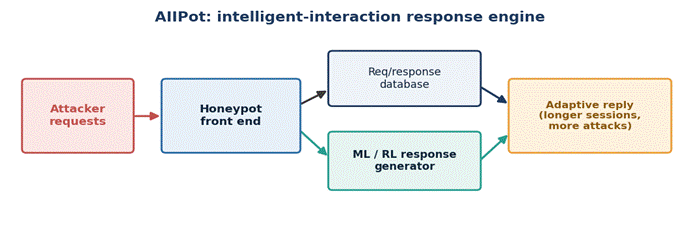 AIIPot: intelligent-interaction response engine
Attacker
requests
Honeypot
front end
Req/response
database
ML / RL response
generator
Adaptive reply
(longer sessions,
more attacks)